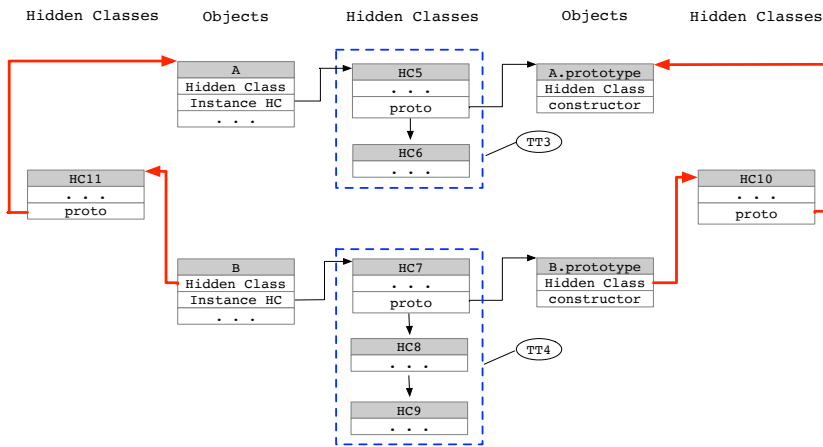 Hidden Classes
Objects
Hidden Classes
Objects
Hidden Classes
A
Hidden Class
Instance HC
. . .
HC5
. . .
proto
HC6
. . .
TT3
A.prototype
Hidden Class
constructor
HC11
. . .
proto
HC10
. . .
proto
B
Hidden Class
Instance HC
. . .
HC7
. . .
proto
HC8
. . .
HC9
. . .
TT4
B.prototype
Hidden Class
constructor